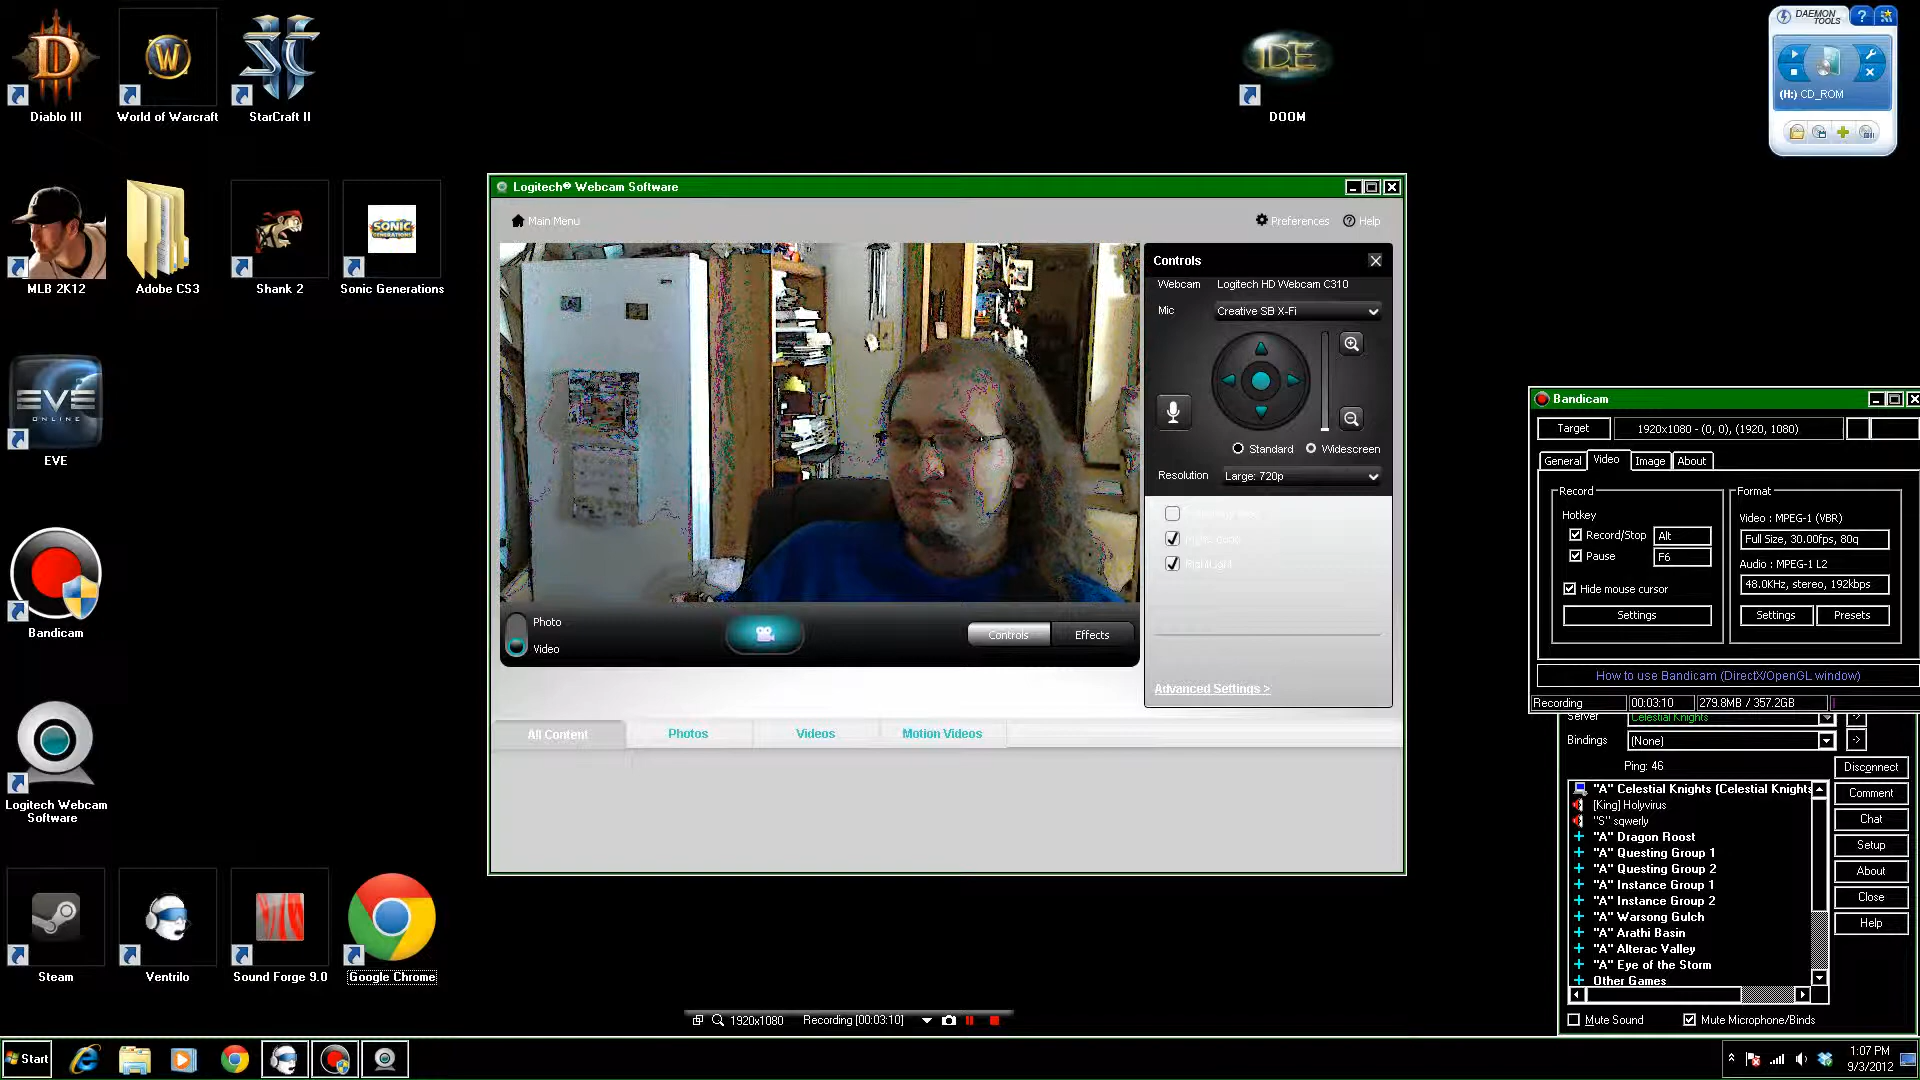 Diablo III
World of Warcraft
StarCraft II
DE
DOOM
DAEMON TOOLS
(H:) CD_ROM
MLB 2K12
Adobe CS3
Shank 2
SONIC GENERATIONS
Sonic Generations
EVE ONLINE
EVE
Bandicam
Logitech Webcam
Software
Steam
Ventrilo
Sound Forge 9.0
Google Chrome
Logitech® Webcam Software
Main Menu
Preferences
Help
Controls
Webcam Logitech HD Webcam C310
Mic Creative SB X-Fi
Standard Widescreen
Resolution Large: 720p
RightLight
Advanced Settings >
Photo
Video
Controls
Effects
All Content
Photos
Videos
Motion Videos
Bandicam
Target 1920x1080 - (0, 0), (1920, 1080)
General Video Image About
Record
Hotkey
Record/Stop Alt
Pause F6
Hide mouse cursor
Settings
Format
Video : MPEG-1 (VBR)
Full Size, 30.00fps, 80q
Audio : MPEG-1 L2
48.0KHz, stereo, 192kbps
Settings Presets
How to use Bandicam (DirectX/OpenGL window)
Recording 00:03:10 279.8MB / 357.2GB
Server Celestial Knights ->
Bindings (None) ->
Ping: 46
"A" Celestial Knights (Celestial Knights
[King] Holyvirus
"S" sqwerly
"A" Dragon Roost
"A" Questing Group 1
"A" Questing Group 2
"A" Instance Group 1
"A" Instance Group 2
"A" Warsong Gulch
"A" Arathi Basin
"A" Alterac Valley
"A" Eye of the Storm
Other Games
Disconnect
Comment
Chat
Setup
About
Close
Help
Mute Sound
Mute Microphone/Binds
1920x1080 Recording [00:03:10]
Start
1:07 PM
9/3/2012